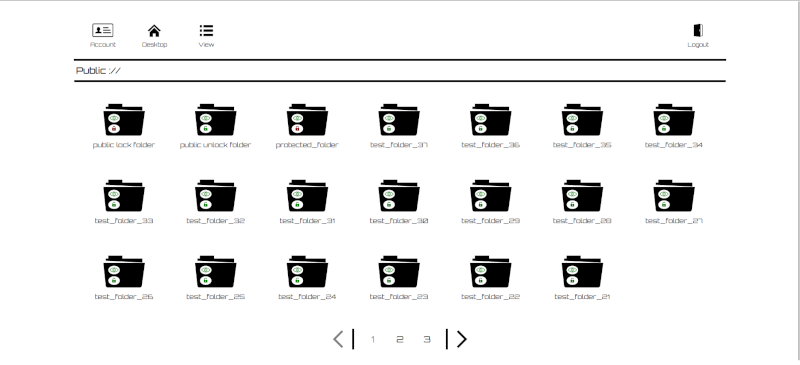 Account Desktop View Logout
Public ://
public lock folder public unlock folder protected_folder test_folder_37 test_folder_36 test_folder_35 test_folder_34
test_folder_33 test_folder_32 test_folder_31 test_folder_30 test_folder_29 test_folder_28 test_folder_27
test_folder_26 test_folder_25 test_folder_24 test_folder_23 test_folder_22 test_folder_21
1 2 3